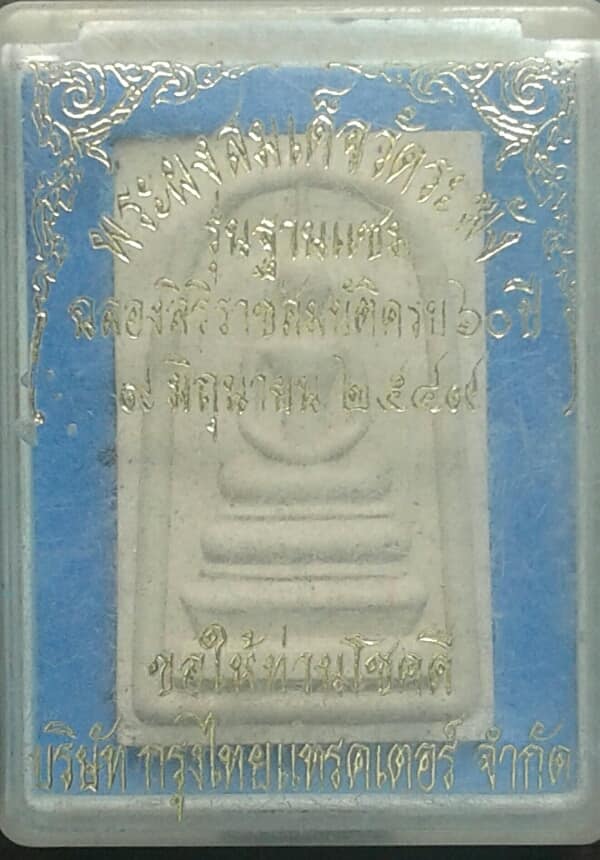 พระผงสมเด็จวัดระฆัง
รุ่นฐานแซม
ฉลองสิริราชสมบัติครบ ๖๐ ปี
๙ มิถุนายน ๒๕๔๙
ขอให้ท่านโชคดี
บริษัท กรุงไทยแทรคเตอร์ จำกัด